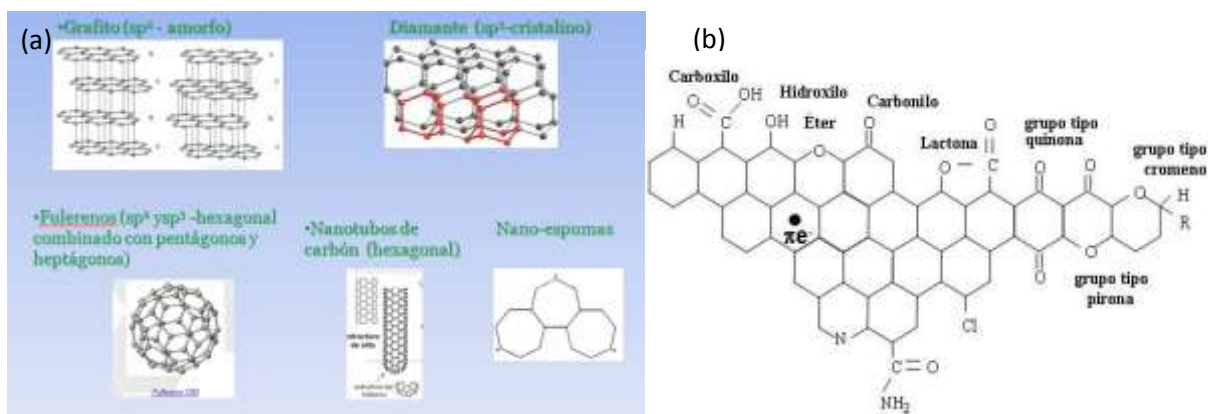 (a)
•Grafito (sp² - amorfo)
Diamante (sp³-cristalino)
•Fulerenos (sp² y sp³ -hexagonal
combinado con pentágonos y
heptágonos)
•Nanotubos de
carbón (hexagonal)
Nano-espumas
(b)
Carboxilo
Hidroxilo
Éter
Carbonilo
Lactona
grupo tipo
quinona
grupo tipo
cromeno
grupo tipo
pirona
O
OH
C
H
OH
O
O
O
O
C
O
O
O
H
R
O
O
πe⁻
N
Cl
C
O
NH₂